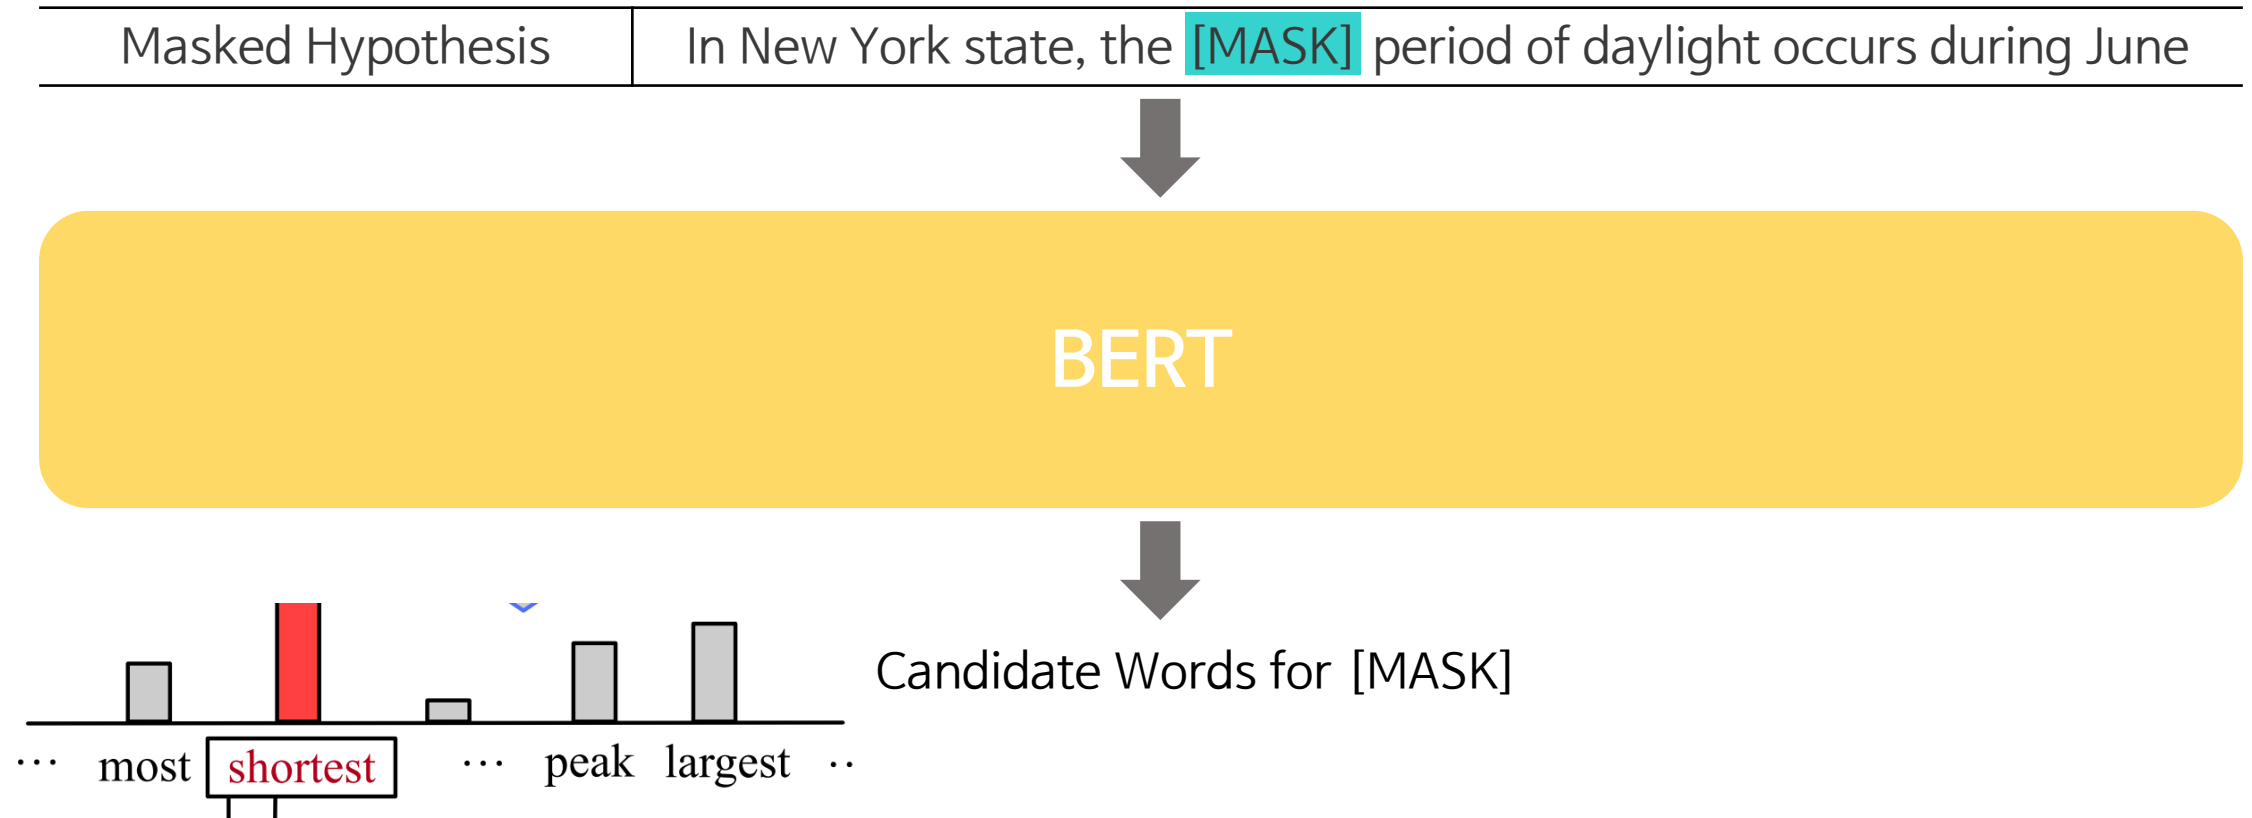 Masked Hypothesis In New York state, the [MASK] period of daylight occurs during June
BERT
Candidate Words for [MASK]
··· most shortest ··· peak largest ··